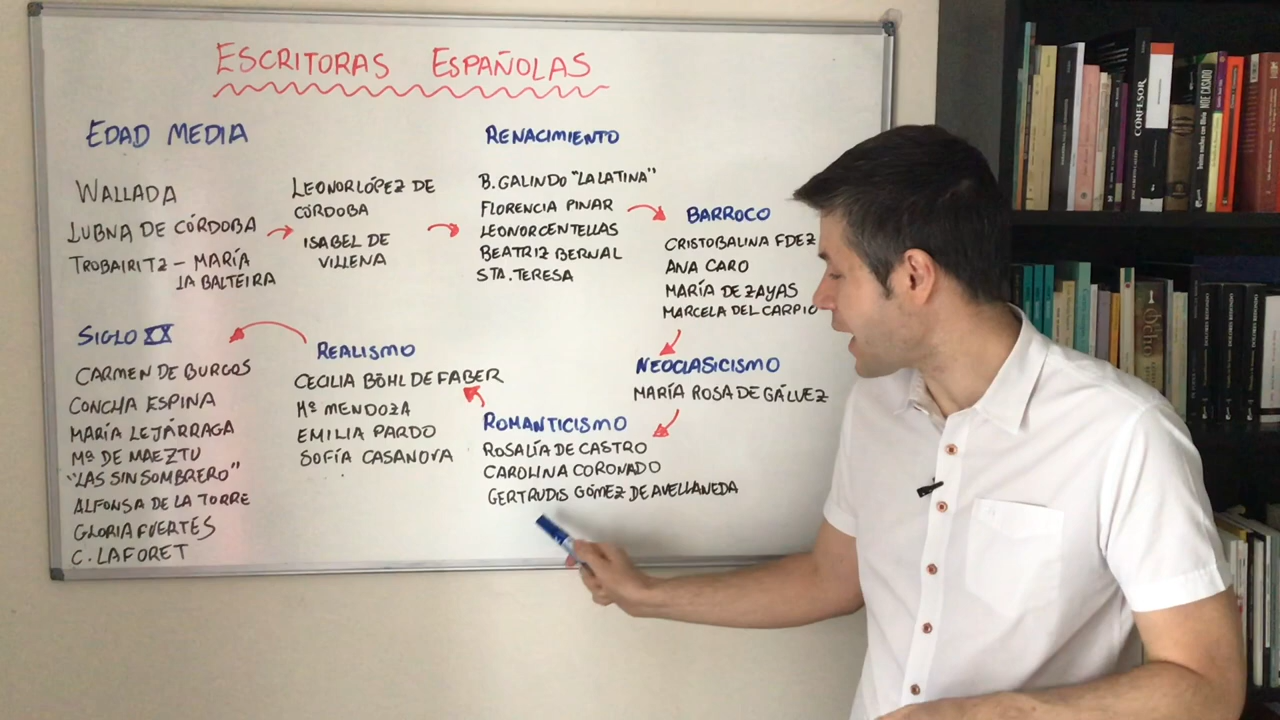 ESCRITORAS ESPAÑOLAS
EDAD MEDIA
WALLADA
LUBNA DE CÓRDOBA
TROBAIRITZ – MARÍA
LA BALTEIRA
LEONOR LÓPEZ DE
CÓRDOBA
ISABEL DE
VILLENA
RENACIMIENTO
B. GALINDO "LA LATINA"
FLORENCIA PINAR
LEONOR CENTELLAS
BEATRIZ BERNAL
STA. TERESA
BARROCO
CRISTOBALINA FDEZ
ANA CARO
MARÍA DE ZAYAS
MARCELA DEL CARPIO
NEOCLASICISMO
MARÍA ROSA DE GÁLVEZ
ROMANTICISMO
ROSALÍA DE CASTRO
CAROLINA CORONADO
GERTRUDIS GÓMEZ DE AVELLANEDA
REALISMO
CECILIA BÖHL DE FABER
Mª MENDOZA
EMILIA PARDO
SOFÍA CASANOVA
SIGLO XX
CARMEN DE BURGOS
CONCHA ESPINA
MARÍA LEJÁRRAGA
Mª DE MAEZTU
"LAS SINSOMBRERO"
ALFONSA DE LA TORRE
GLORIA FUERTES
C. LAFORET
CONFESOR
NOE CASADO